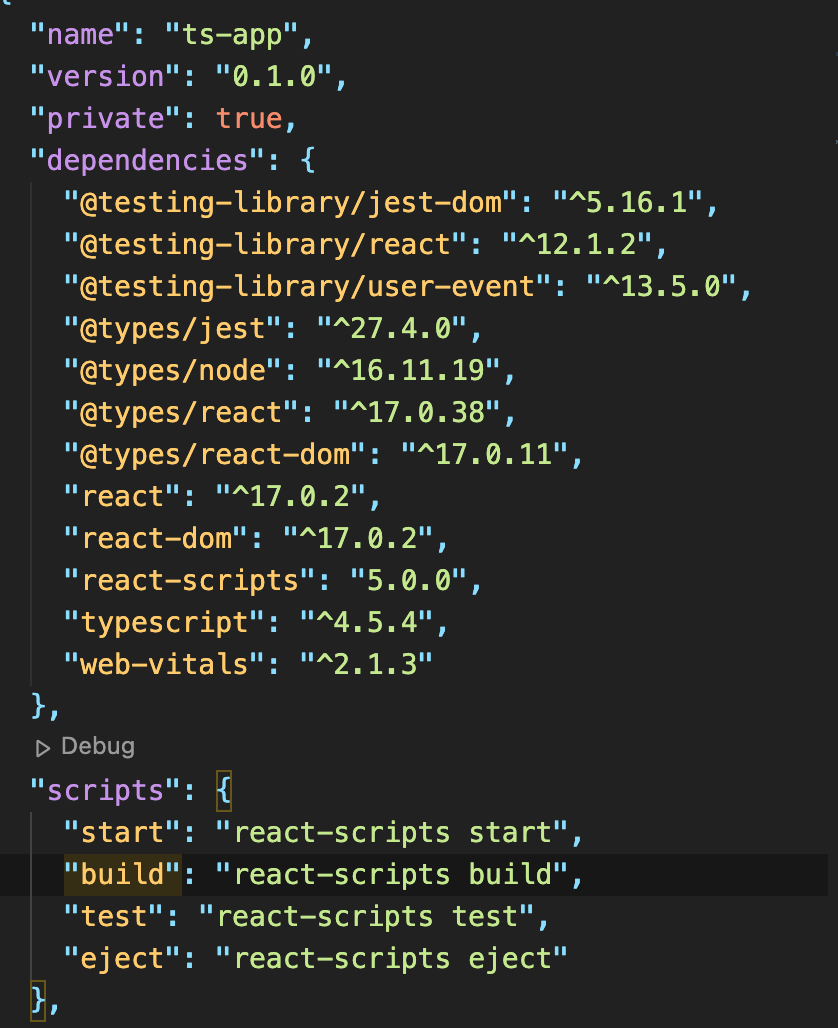 {
"name": "ts-app",
"version": "0.1.0",
"private": true,
"dependencies": {
"@testing-library/jest-dom": "^5.16.1",
"@testing-library/react": "^12.1.2",
"@testing-library/user-event": "^13.5.0",
"@types/jest": "^27.4.0",
"@types/node": "^16.11.19",
"@types/react": "^17.0.38",
"@types/react-dom": "^17.0.11",
"react": "^17.0.2",
"react-dom": "^17.0.2",
"react-scripts": "5.0.0",
"typescript": "^4.5.4",
"web-vitals": "^2.1.3"
},
Debug
"scripts": {
"start": "react-scripts start",
"build": "react-scripts build",
"test": "react-scripts test",
"eject": "react-scripts eject"
},